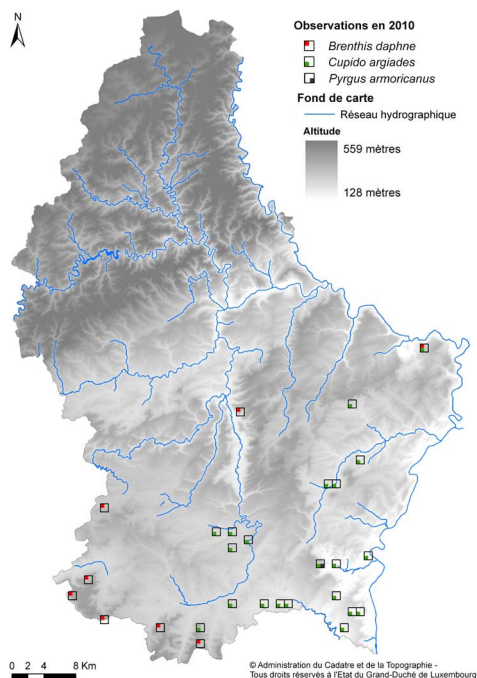 N
Observations en 2010
Brenthis daphne
Cupido argiades
Pyrgus armoricanus
Fond de carte
Réseau hydrographique
Altitude
559 mètres
128 mètres
0 2 4 8 Km
© Administration du Cadatre et de la Topographie -
Tous droits réservés à l'Etat du Grand-Duché de Luxembourg